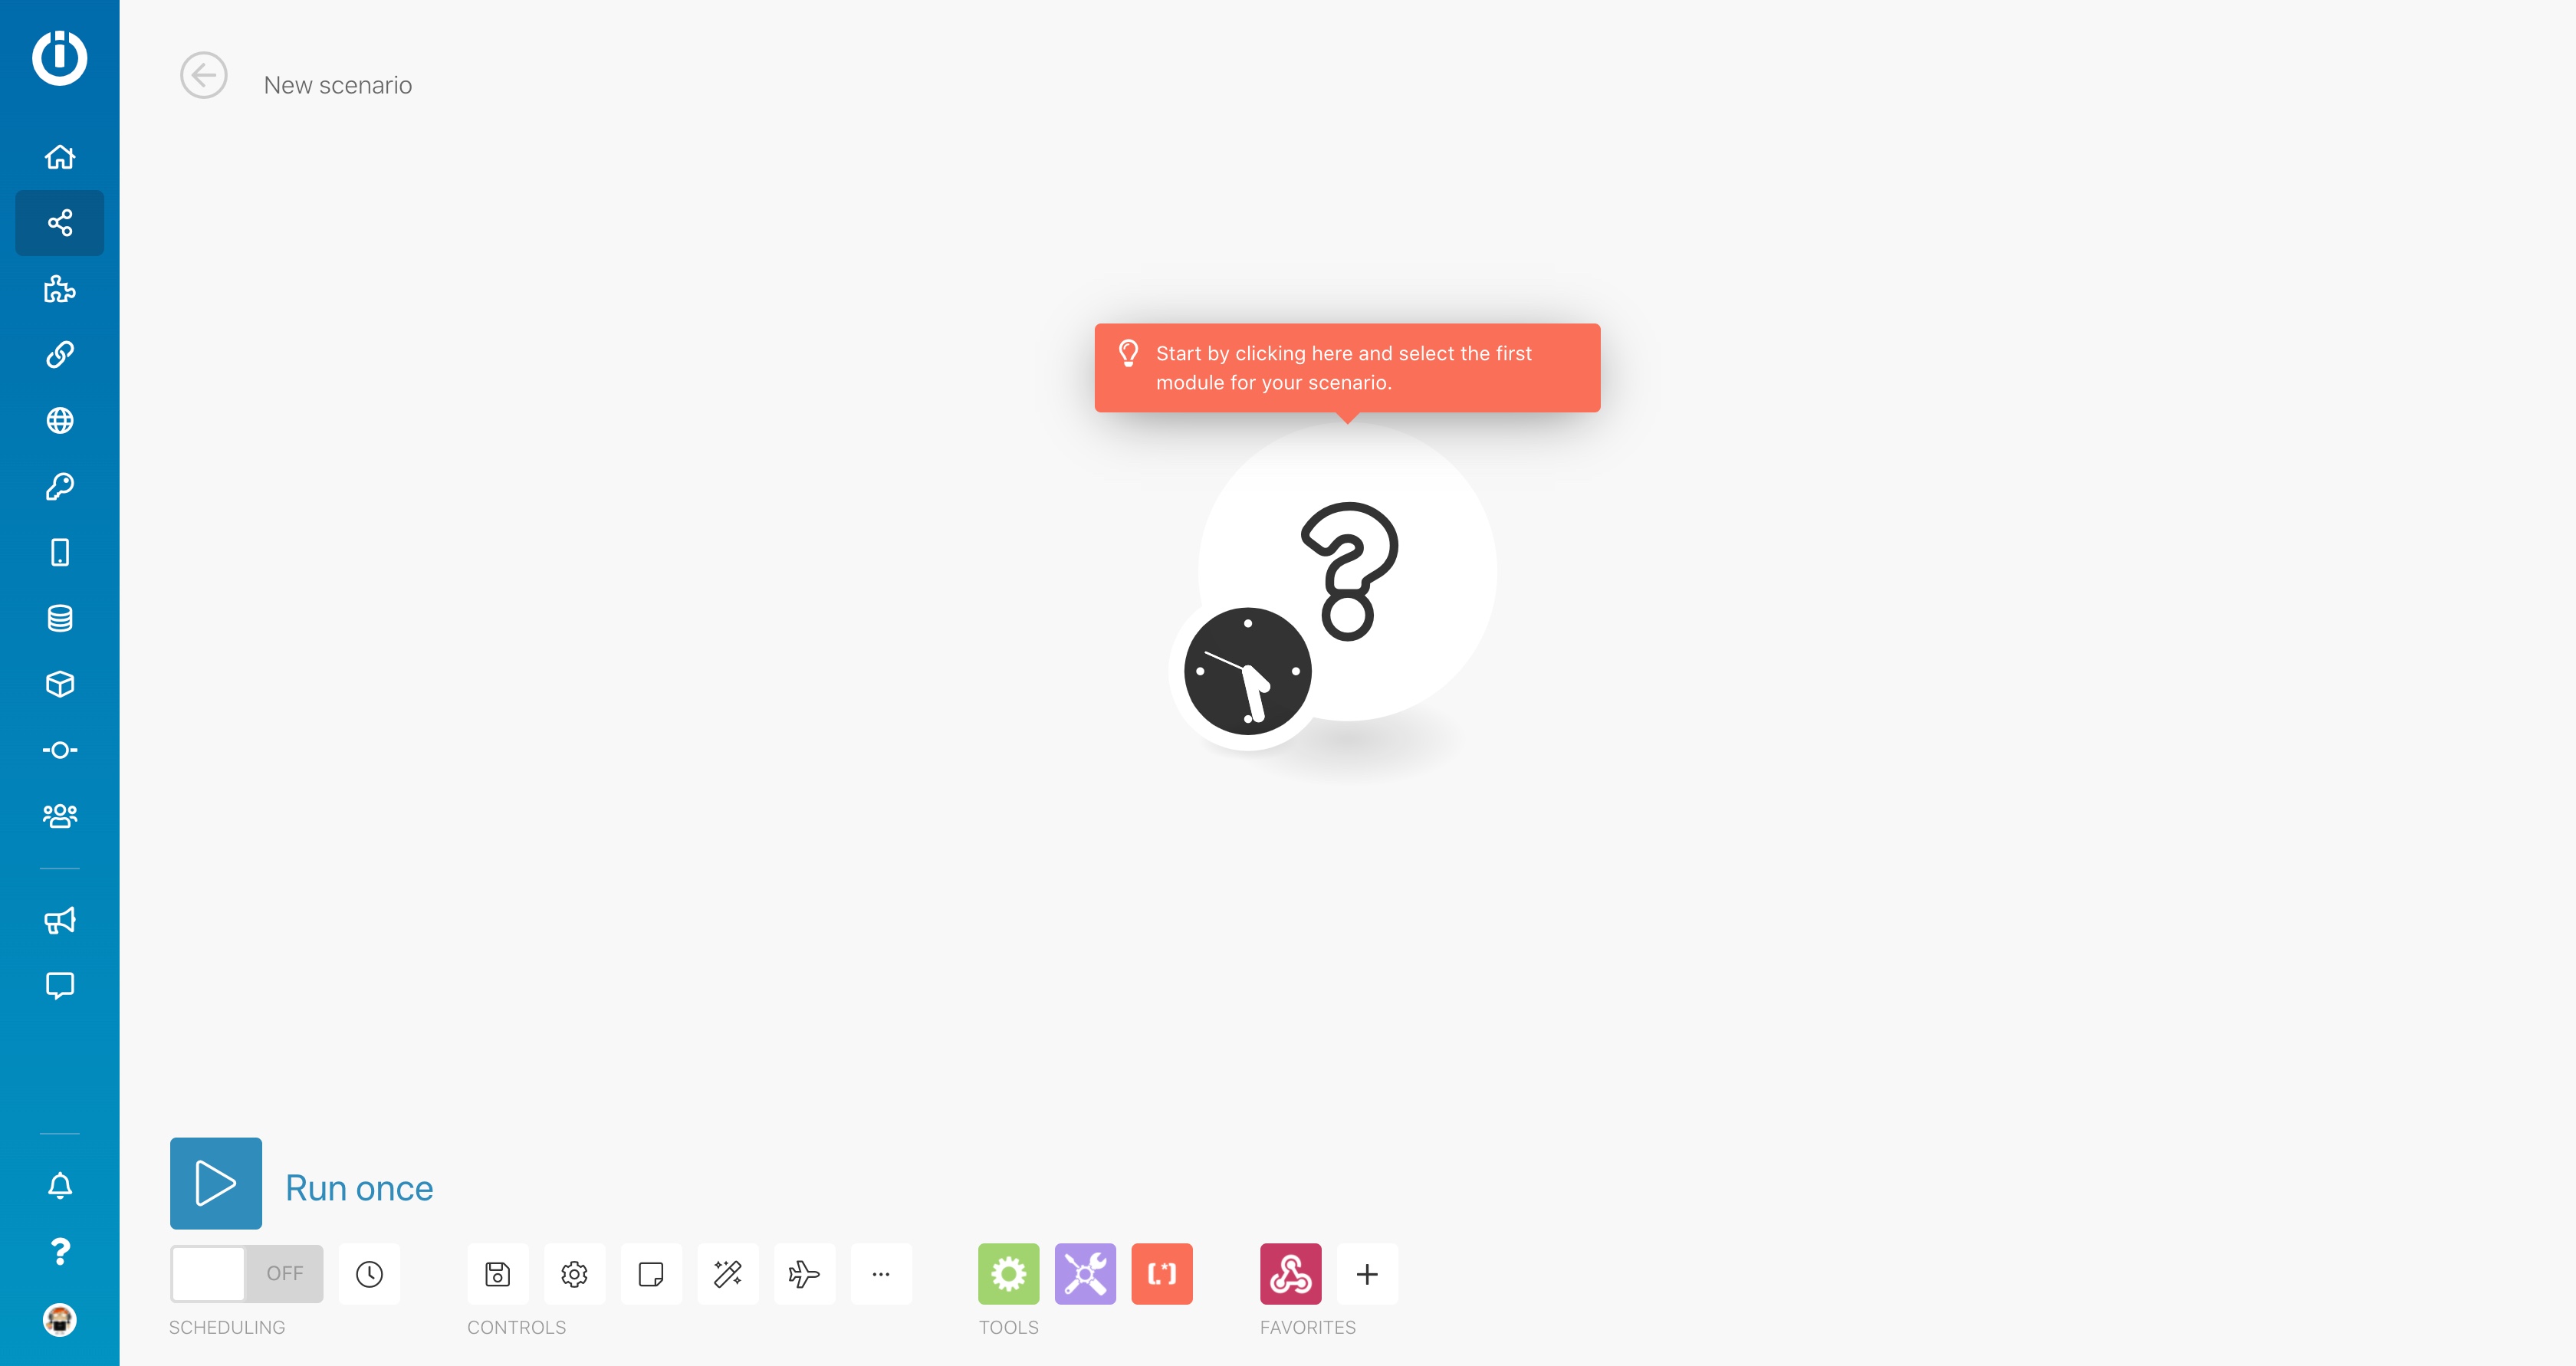 New scenario
Start by clicking here and select the first
module for your scenario.
Run once
OFF
SCHEDULING
CONTROLS
TOOLS
FAVORITES